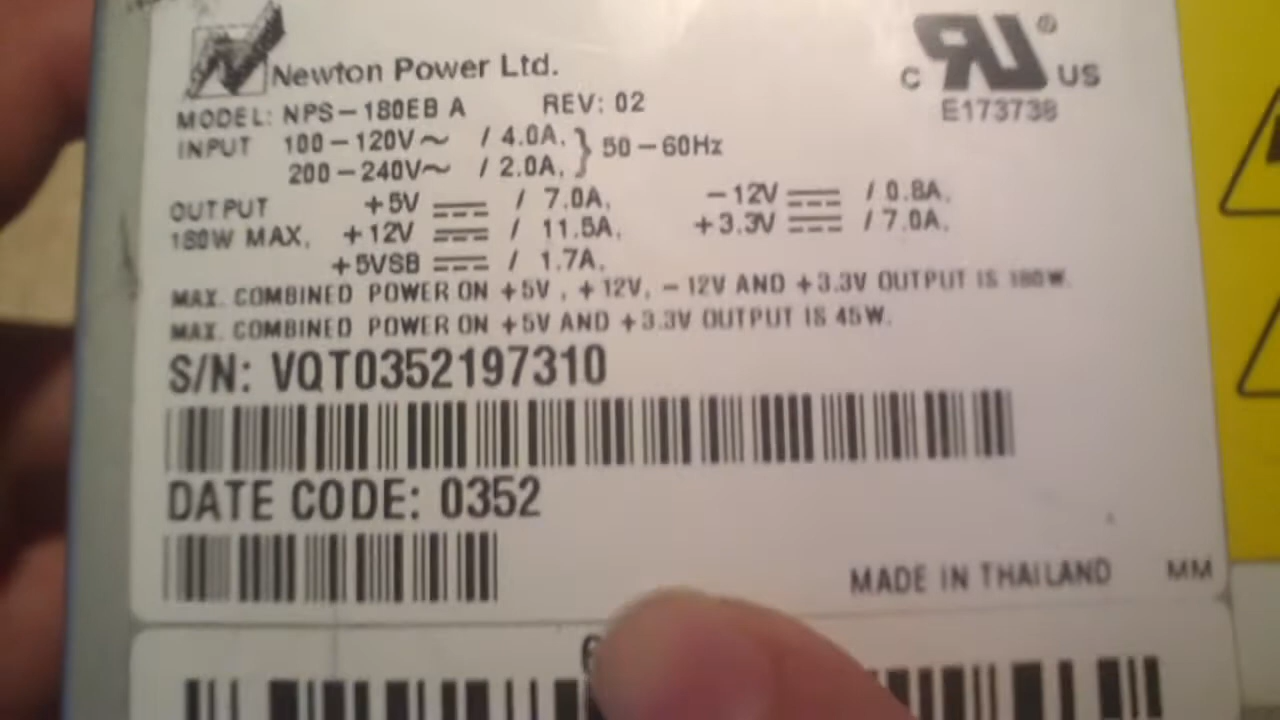 Newton Power Ltd.
MODEL: NPS-180EB A REV: 02
INPUT 100-120V~ / 4.0A, } 50-60Hz
200-240V~ / 2.0A,
OUTPUT +5V ⎓ / 7.0A, -12V ⎓ / 0.8A,
180W MAX, +12V ⎓ / 11.5A, +3.3V ⎓ / 7.0A,
+5VSB ⎓ / 1.7A,
MAX. COMBINED POWER ON +5V, +12V, -12V AND +3.3V OUTPUT IS 180W.
MAX. COMBINED POWER ON +5V AND +3.3V OUTPUT IS 45W.
S/N: VQT0352197310
DATE CODE: 0352
MADE IN THAILAND MM
C RU ® US
E173738